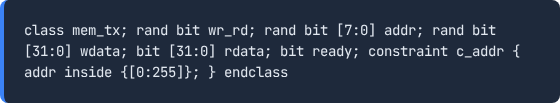 class mem_tx; rand bit wr_rd; rand bit [7:0] addr; rand bit
[31:0] wdata; bit [31:0] rdata; bit ready; constraint c_addr {
addr inside {[0:255]}; } endclass